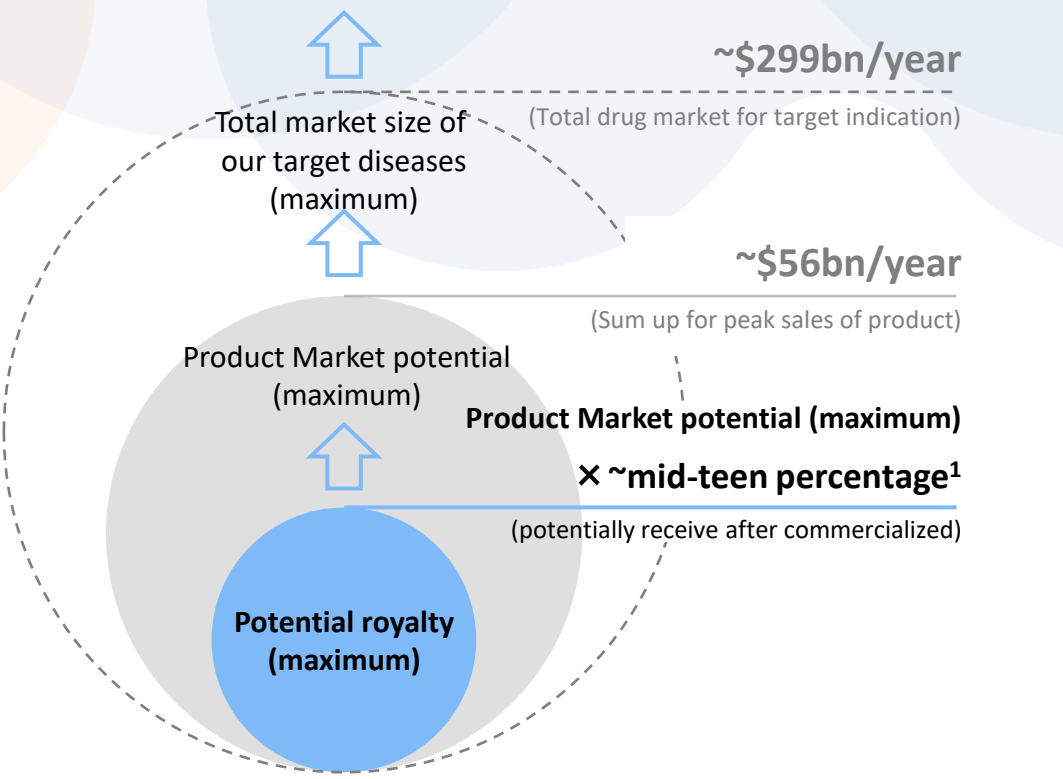 ~$299bn/year
(Total drug market for target indication)
Total market size of
our target diseases
(maximum)
~$56bn/year
(Sum up for peak sales of product)
Product Market potential
(maximum)
Product Market potential (maximum)
× ~mid-teen percentage¹
(potentially receive after commercialized)
Potential royalty
(maximum)